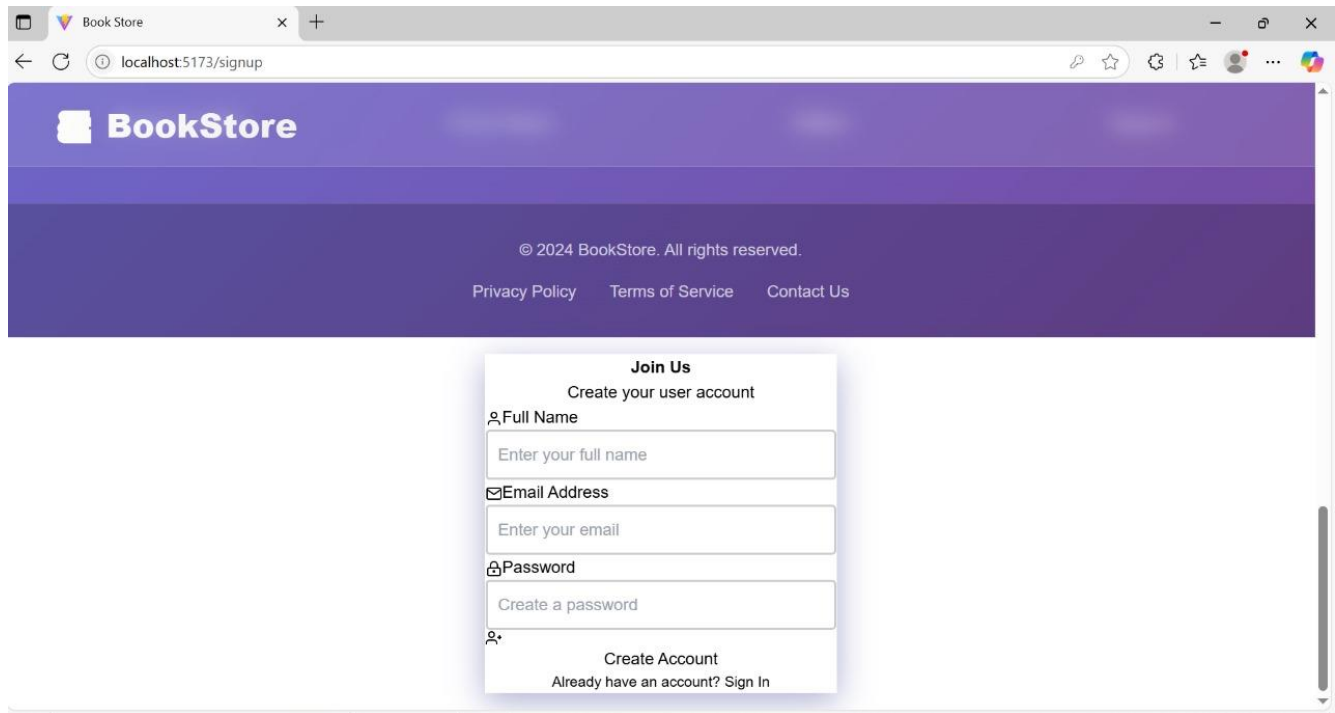 Book Store
localhost:5173/signup
BookStore
© 2024 BookStore. All rights reserved.
Privacy Policy Terms of Service Contact Us
Join Us
Create your user account
Full Name
Enter your full name
Email Address
Enter your email
Password
Create a password
Create Account
Already have an account? Sign In